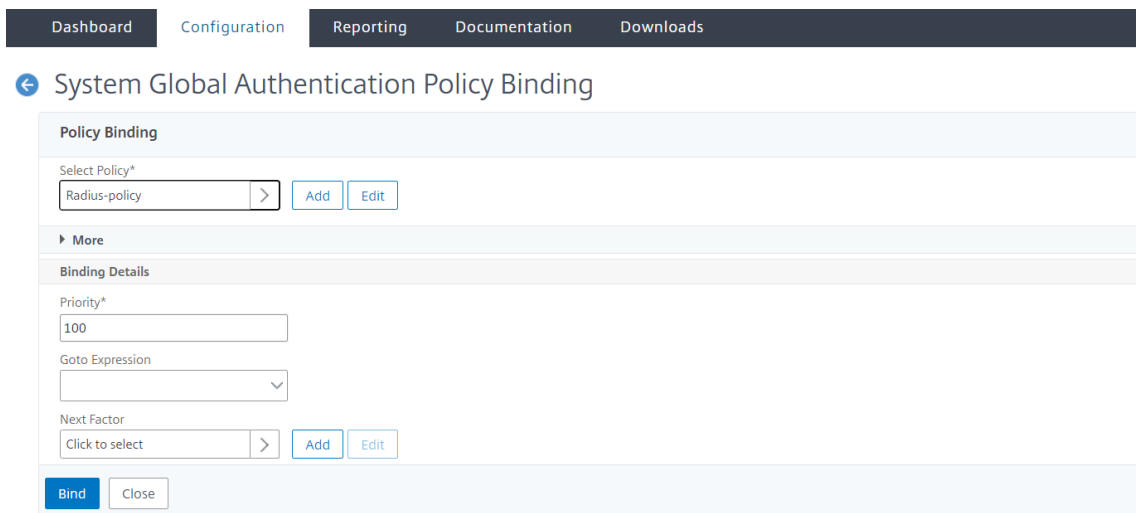 Dashboard Configuration Reporting Documentation Downloads
System Global Authentication Policy Binding
Policy Binding
Select Policy*
Radius-policy Add Edit
More
Binding Details
Priority*
100
Goto Expression
Next Factor
Click to select Add Edit
Bind Close